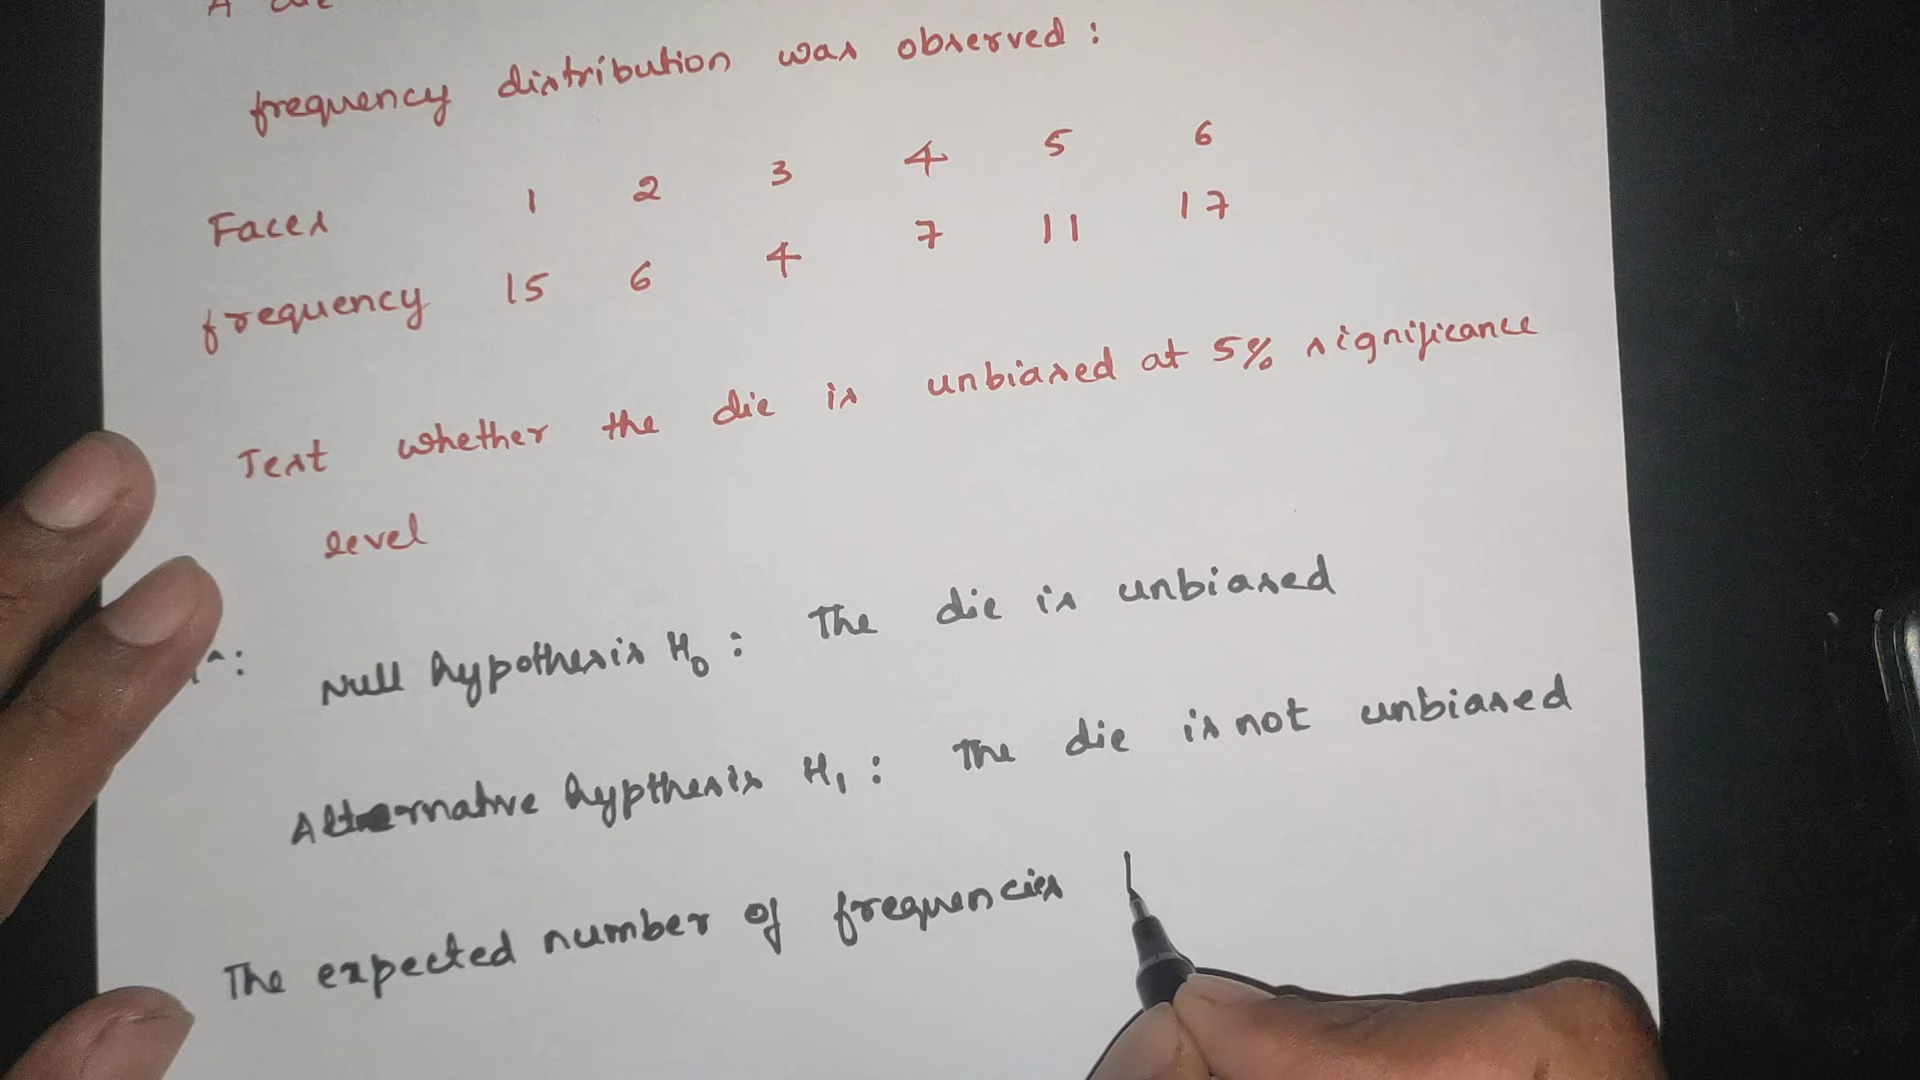 A die
frequency distribution was observed :
Faces 1 2 3 4 5 6
frequency 15 6 4 7 11 17
Test whether the die is unbiased at 5% significance
level
Null hypothesis H₀ : The die is unbiased
Alternative hypthesis H₁ : The die is not unbiased
The expected number of frequencies